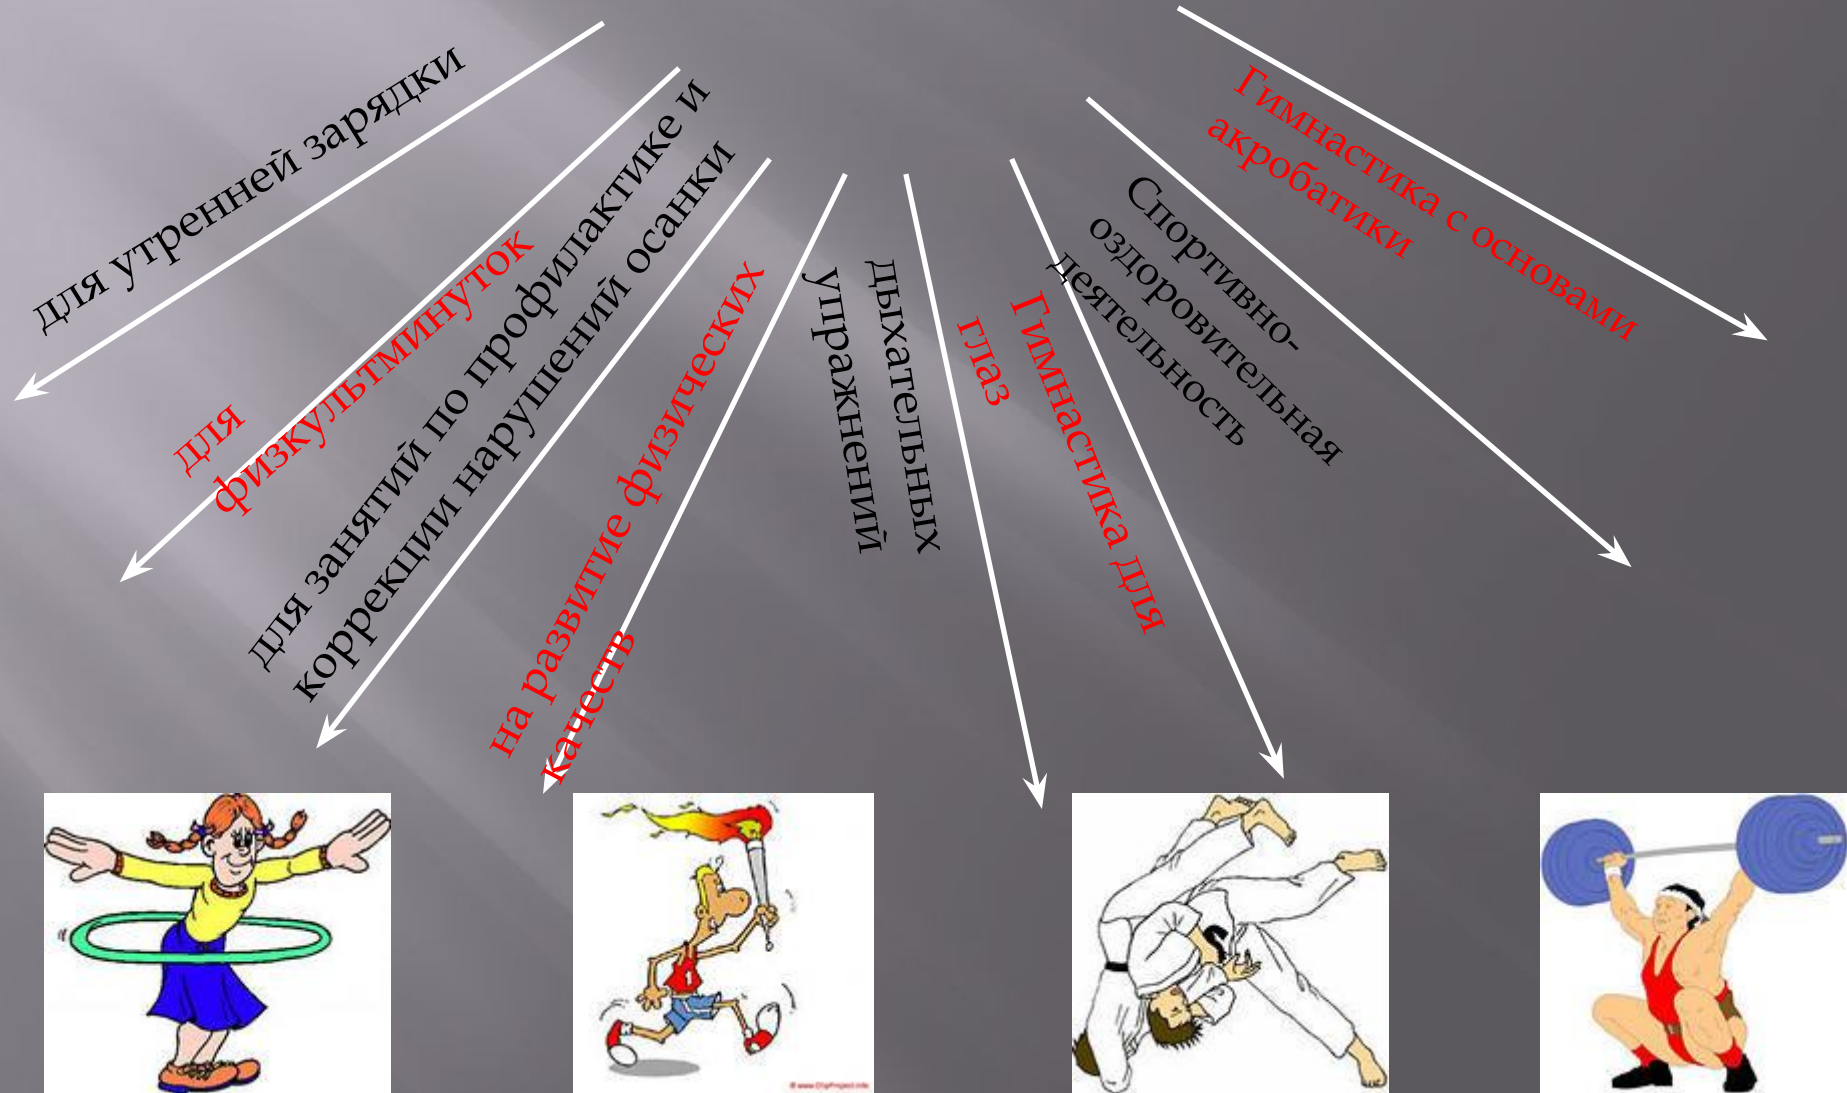 для утренней зарядки
для
физкультминуток
для занятий по профилактике и
коррекции нарушений осанки
на развитие физических
качеств
дыхательных
упражнений
Гимнастика для
глаз
Спортивно-
оздоровительная
деятельность
Гимнастика с основами
акробатики
1